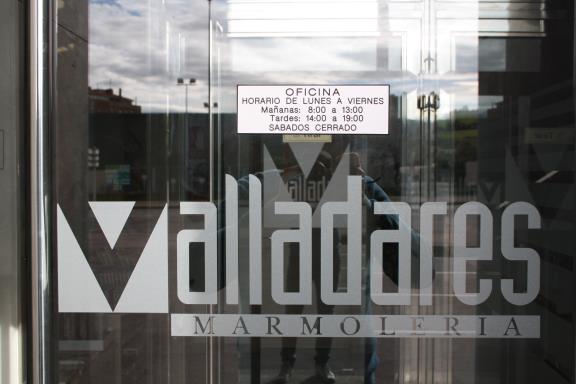 OFICINA
HORARIO DE LUNES A VIERNES
Mañanas: 8:00 a 13:00
Tardes: 14:00 a 19:00
SABADOS CERRADO
Valladares
MARMOLERIA